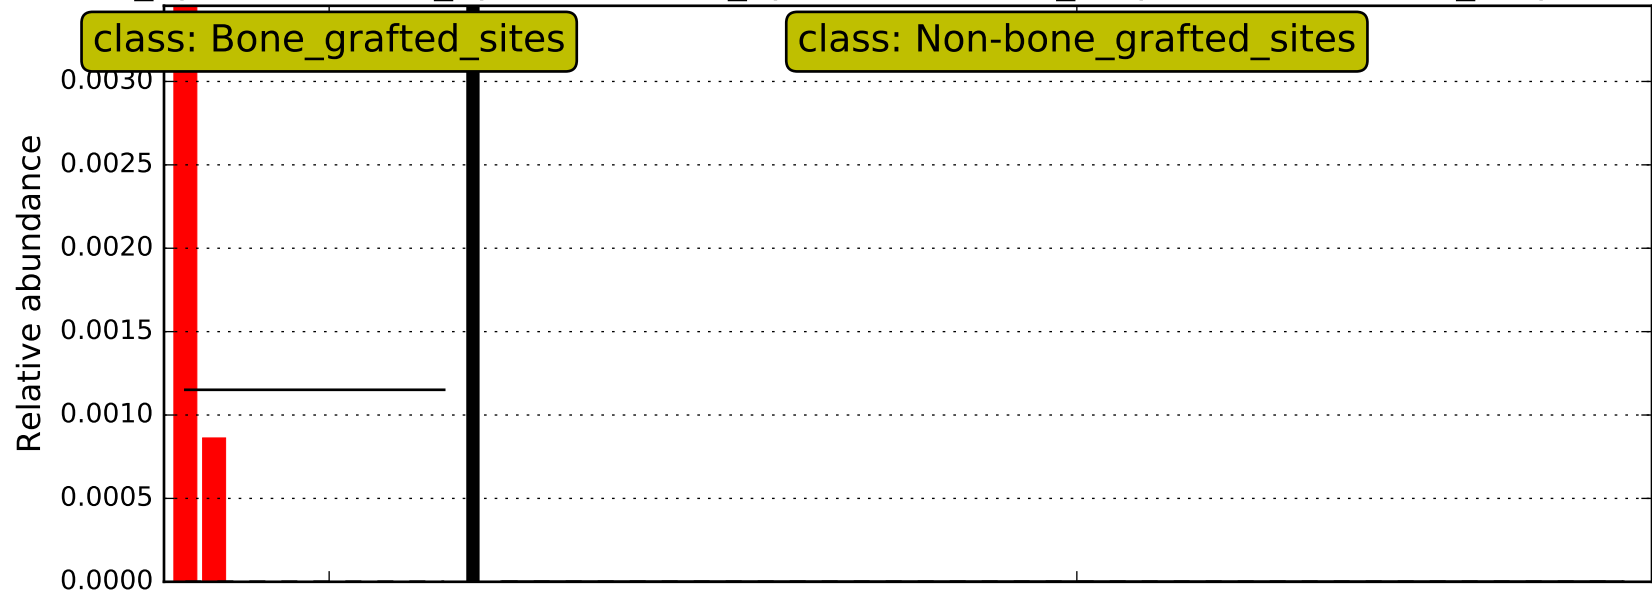 class: Bone_grafted_sites
class: Non-bone_grafted_sites
0.0030
0.0025
0.0020
0.0015
0.0010
0.0005
0.0000
Relative abundance